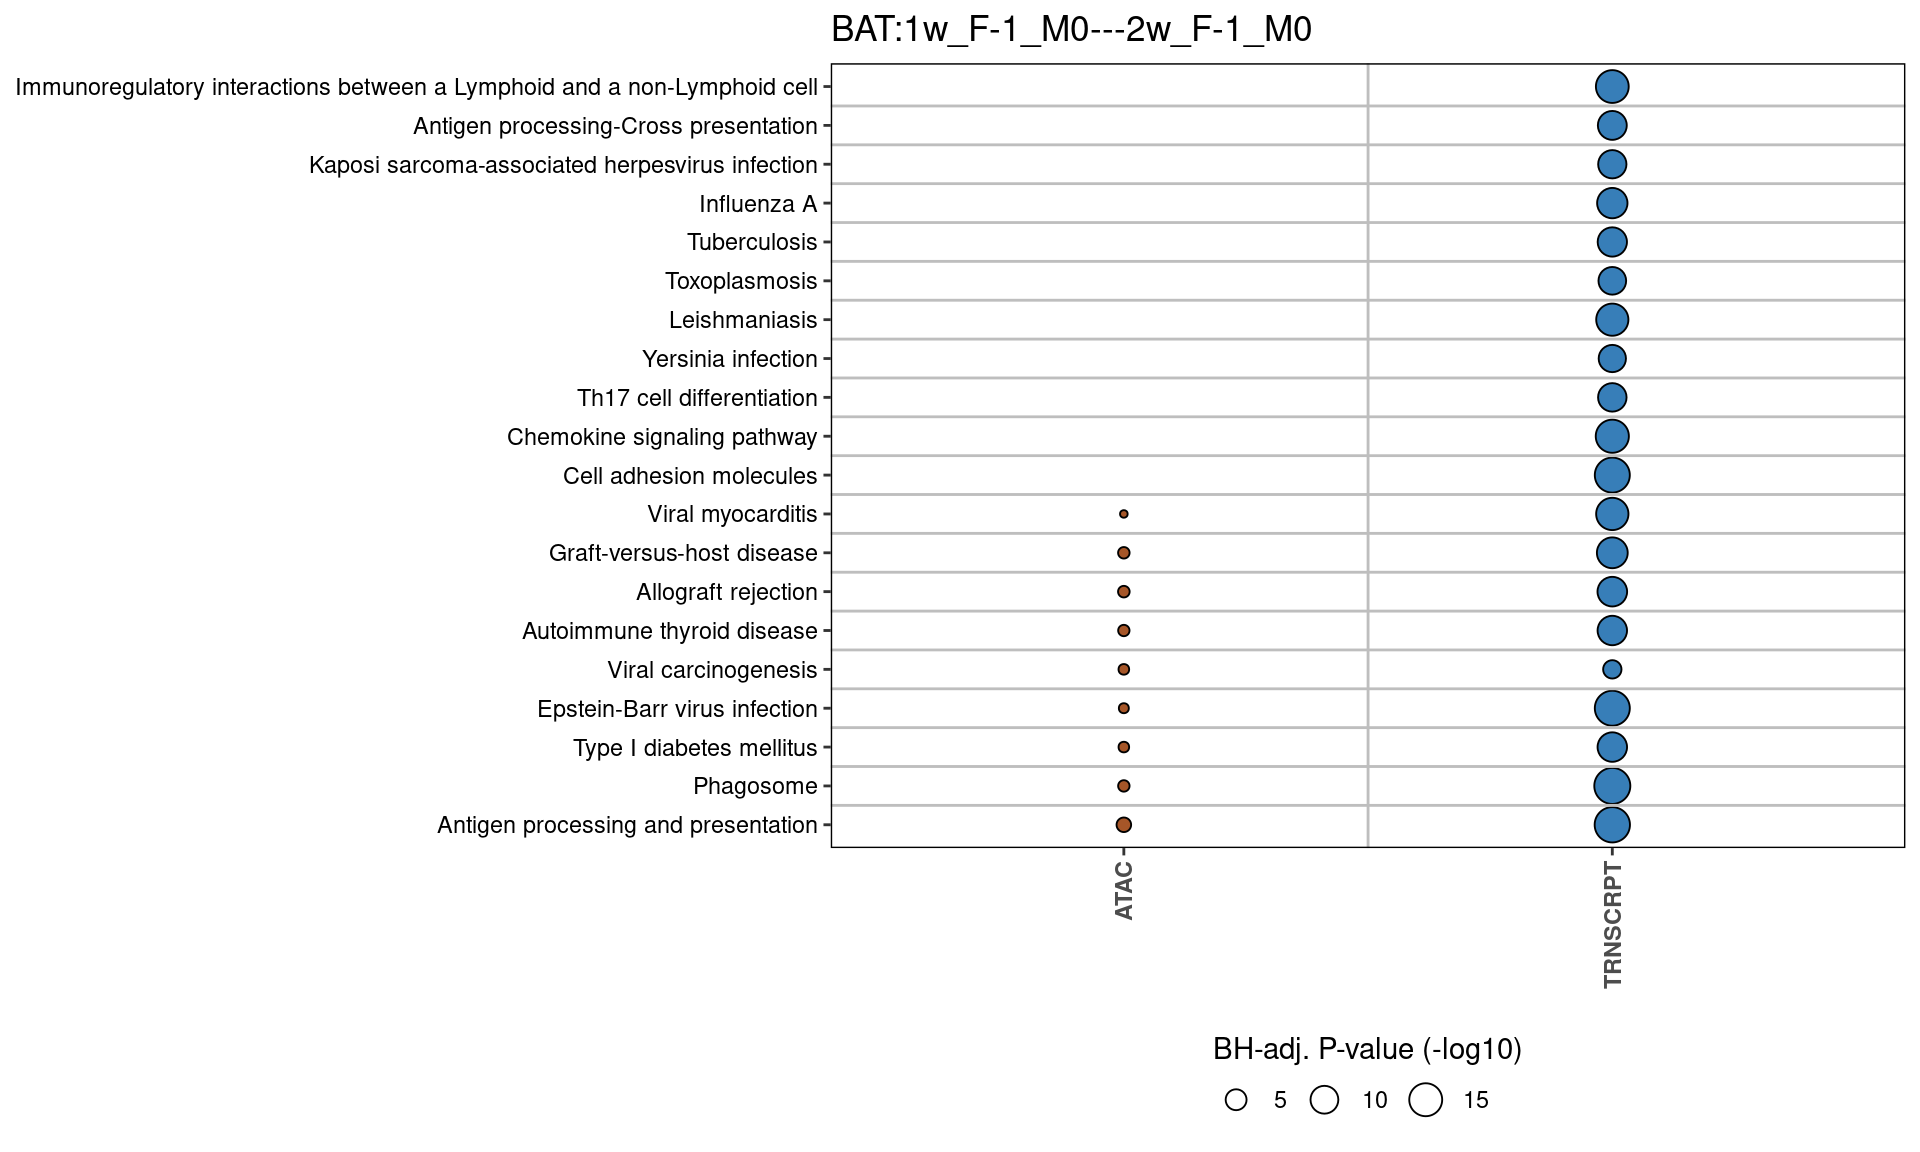 BAT:1w_F-1_M0---2w_F-1_M0
Immunoregulatory interactions between a Lymphoid and a non-Lymphoid cell
Antigen processing-Cross presentation
Kaposi sarcoma-associated herpesvirus infection
Influenza A
Tuberculosis
Toxoplasmosis
Leishmaniasis
Yersinia infection
Th17 cell differentiation
Chemokine signaling pathway
Cell adhesion molecules
Viral myocarditis
Graft-versus-host disease
Allograft rejection
Autoimmune thyroid disease
Viral carcinogenesis
Epstein-Barr virus infection
Type I diabetes mellitus
Phagosome
Antigen processing and presentation
ATAC
TRNSCRPT
BH-adj. P-value (-log10)
5 10 15